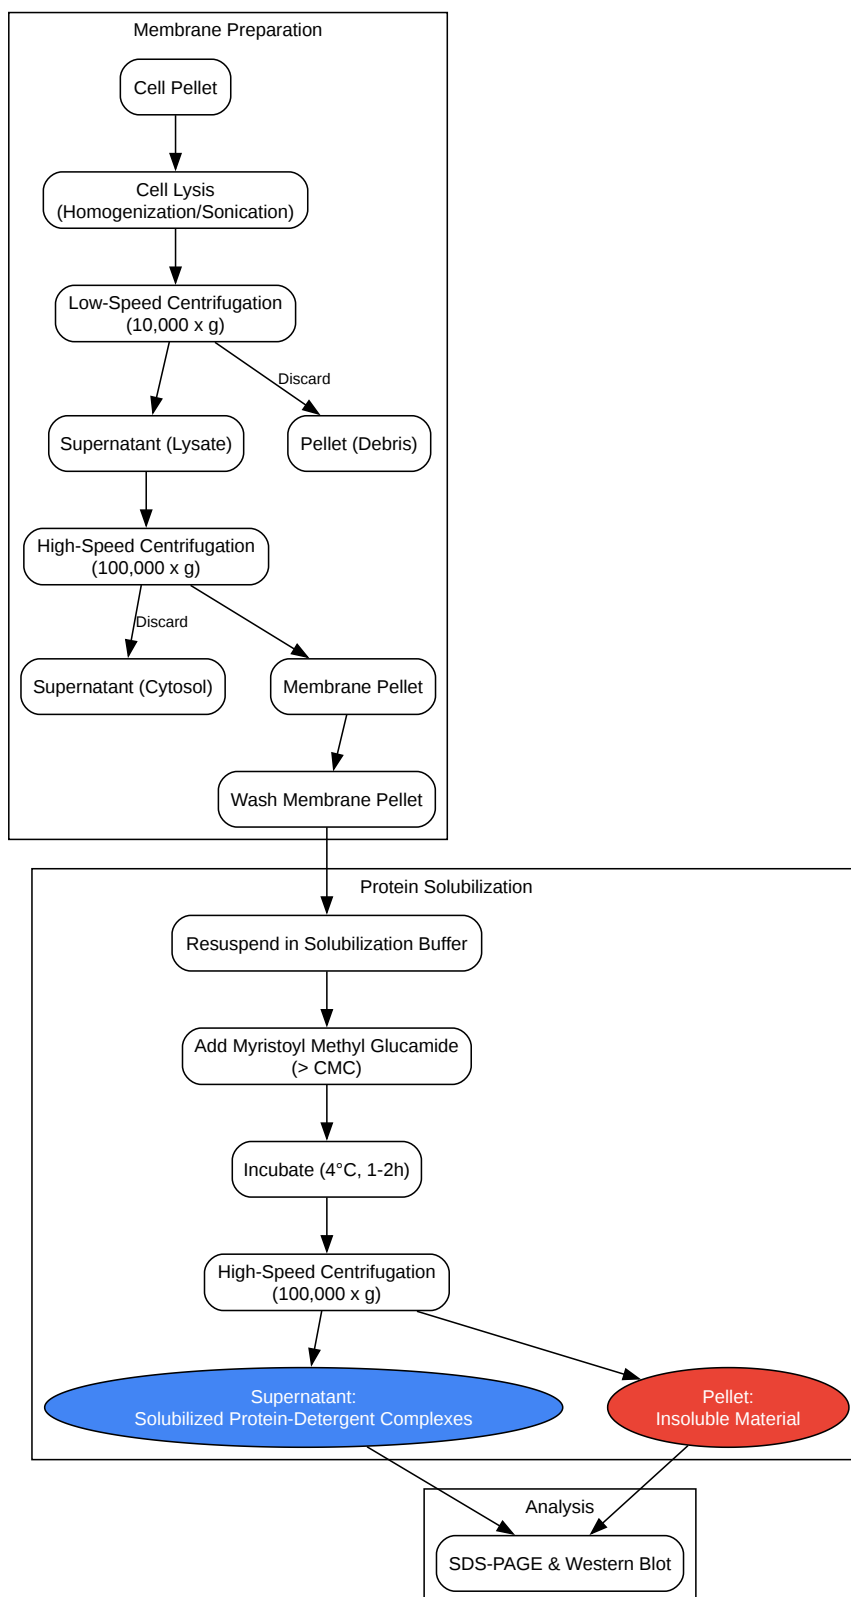 Membrane Preparation
Cell Pellet
Cell Lysis
(Homogenization/Sonication)
Low-Speed Centrifugation
(10,000 x g)
Discard
Supernatant (Lysate)
Pellet (Debris)
High-Speed Centrifugation
(100,000 x g)
Discard
Supernatant (Cytosol)
Membrane Pellet
Wash Membrane Pellet
Protein Solubilization
Resuspend in Solubilization Buffer
Add Myristoyl Methyl Glucamide
(> CMC)
Incubate (4°C, 1-2h)
High-Speed Centrifugation
(100,000 x g)
Supernatant:
Solubilized Protein-Detergent Complexes
Pellet:
Insoluble Material
Analysis
SDS-PAGE & Western Blot